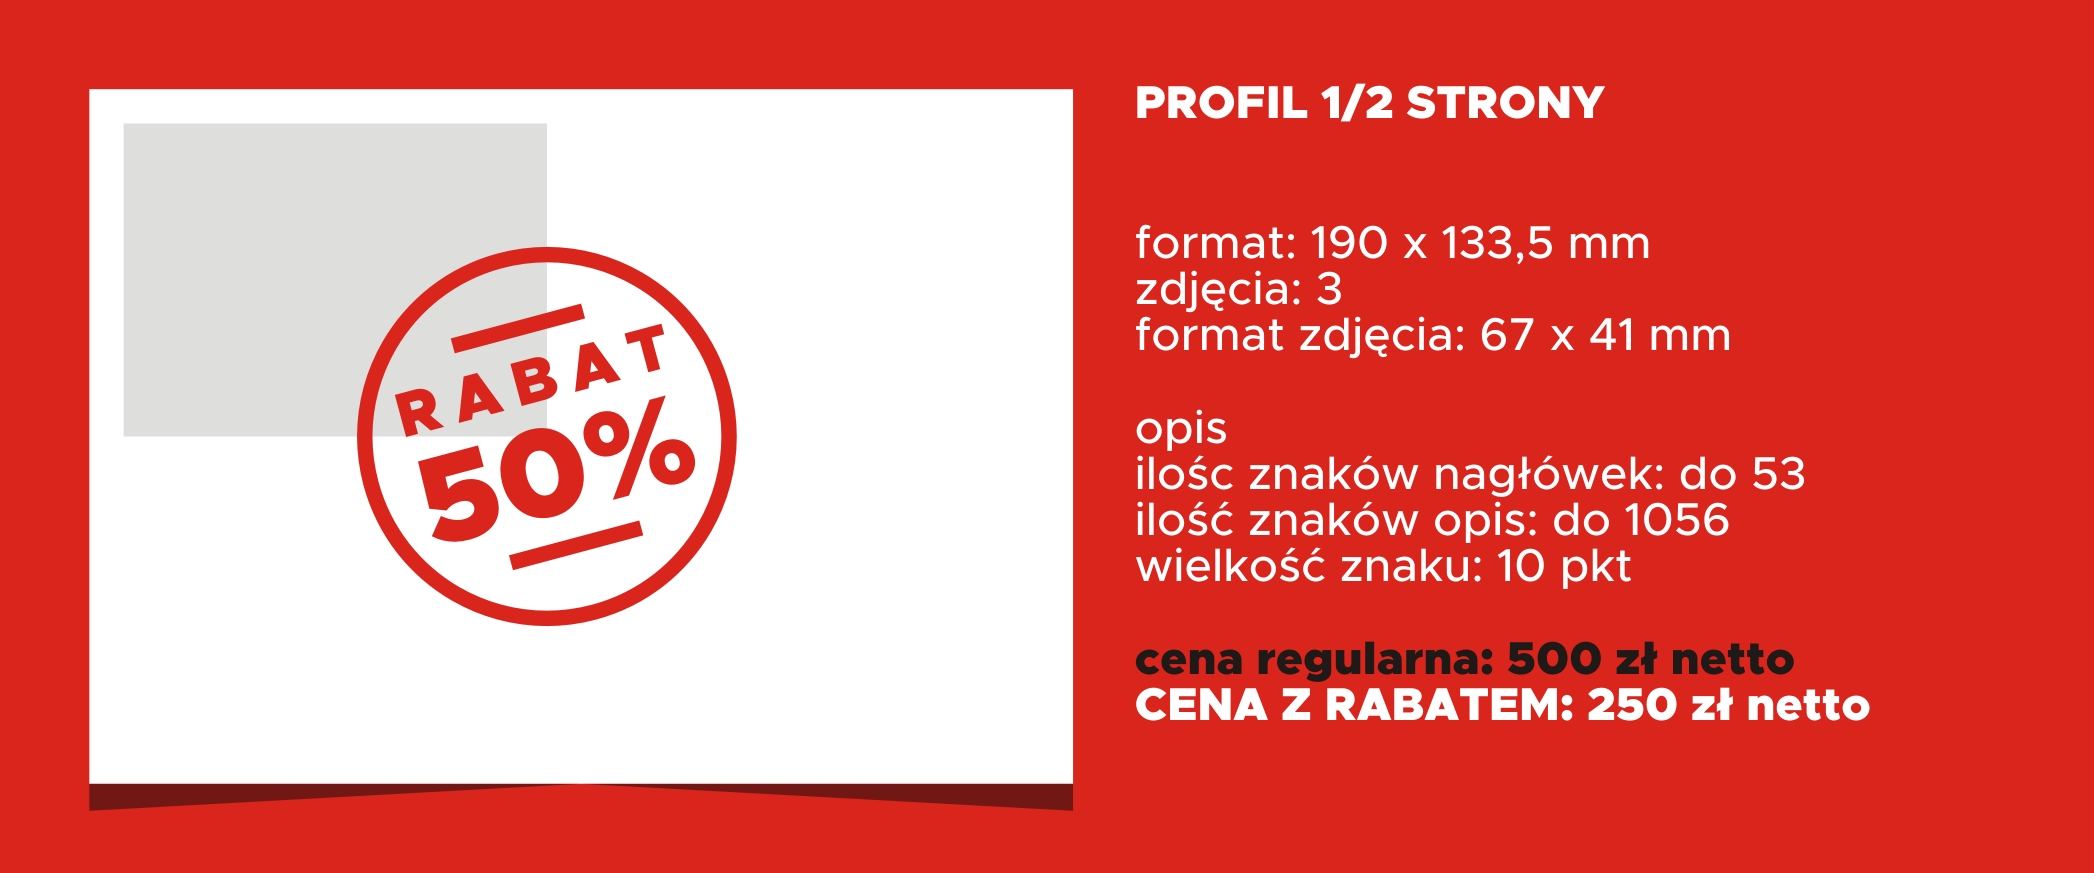 RABAT
50%
PROFIL 1/2 STRONY
format: 190 x 133,5 mm
zdjęcia: 3
format zdjęcia: 67 x 41 mm
opis
ilośc znaków nagłówek: do 53
ilość znaków opis: do 1056
wielkość znaku: 10 pkt
cena regularna: 500 zł netto
CENA Z RABATEM: 250 zł netto